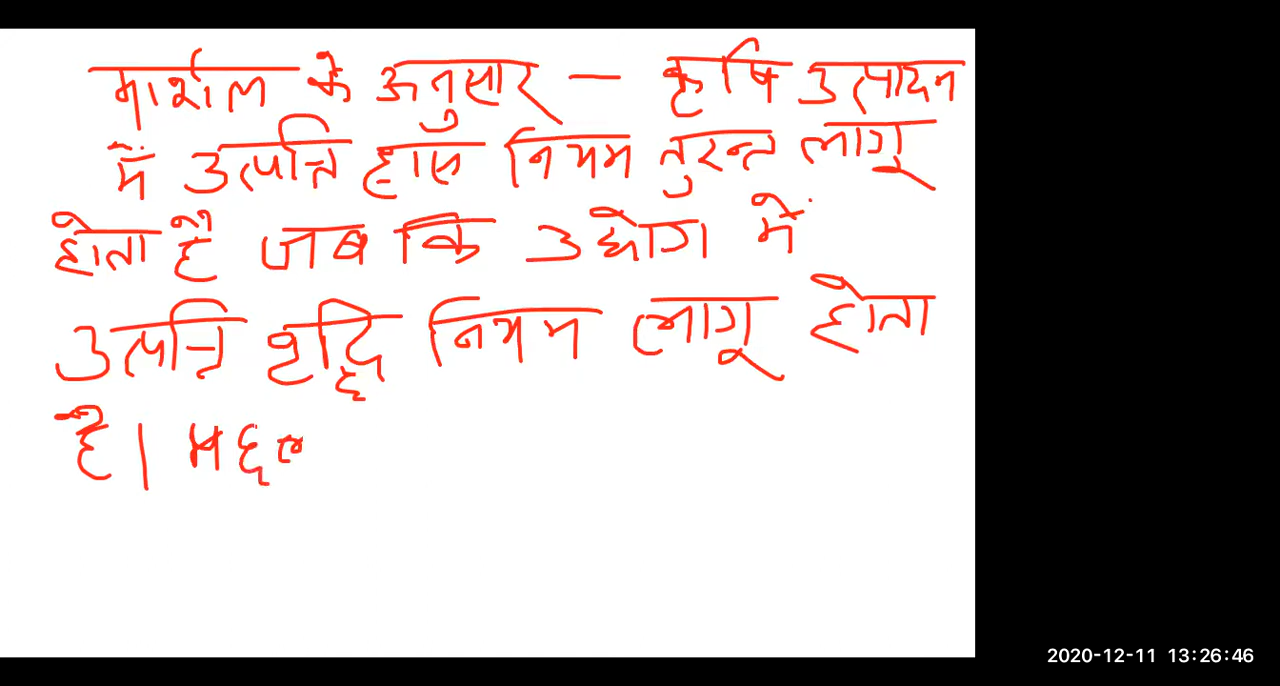 मार्शल के अनुसार — कृषि उत्पादन
में उत्पत्ति ह्रास नियम तुरन्त लागू
होता है जब कि उद्योग में
उत्पत्ति वृद्धि नियम लागू होता
है।
2020-12-11 13:26:46